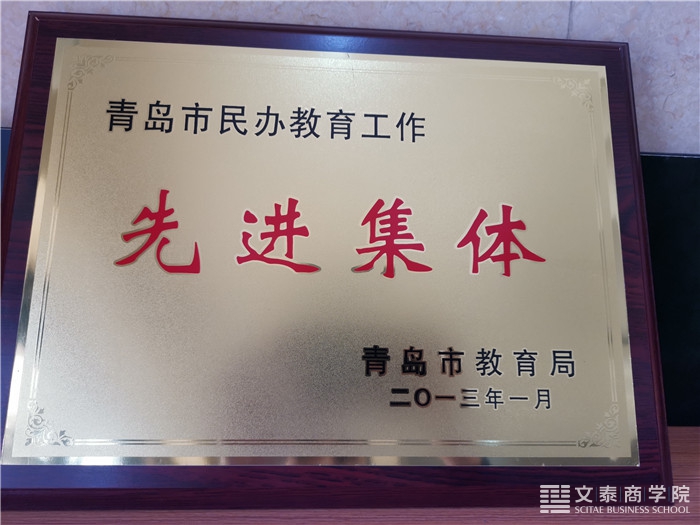 青岛市民办教育工作
先进集体
青岛市教育局
二〇一三年一月
文泰商学院
SCITAE BUSINESS SCHOOL